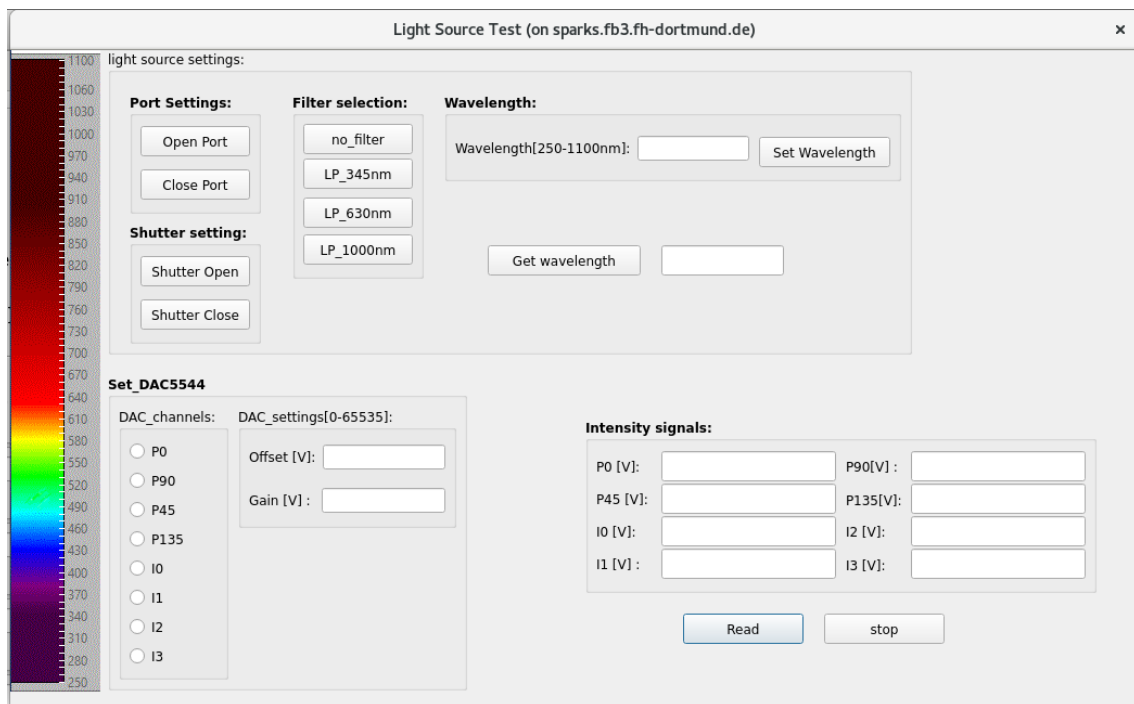 Light Source Test (on sparks.fb3.fh-dortmund.de)
×
1100
1060
1030
1000
970
940
910
880
850
820
790
760
730
700
670
640
610
580
550
520
490
460
430
400
370
340
310
280
250
light source settings:
Port Settings:
Open Port
Close Port
Shutter setting:
Shutter Open
Shutter Close
Filter selection:
no_filter
LP_345nm
LP_630nm
LP_1000nm
Wavelength:
Wavelength[250-1100nm]:
Set Wavelength
Get wavelength
Set_DAC5544
DAC_channels:
P0
P90
P45
P135
I0
I1
I2
I3
DAC_settings[0-65535]:
Offset [V]:
Gain [V] :
Intensity signals:
P0 [V]: P90[V] :
P45 [V]: P135[V]:
I0 [V]: I2 [V]:
I1 [V] : I3 [V]:
Read stop